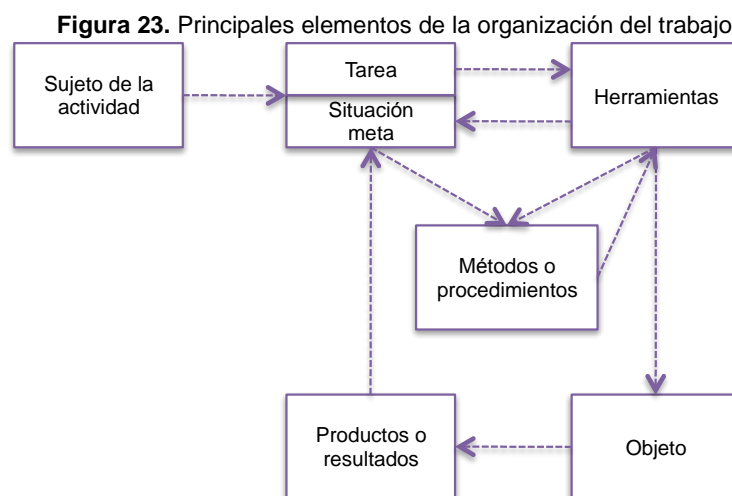 Figura 23. Principales elementos de la organización del trabajo
Sujeto de la
actividad
Tarea
Situación
meta
Herramientas
Métodos o
procedimientos
Productos o
resultados
Objeto